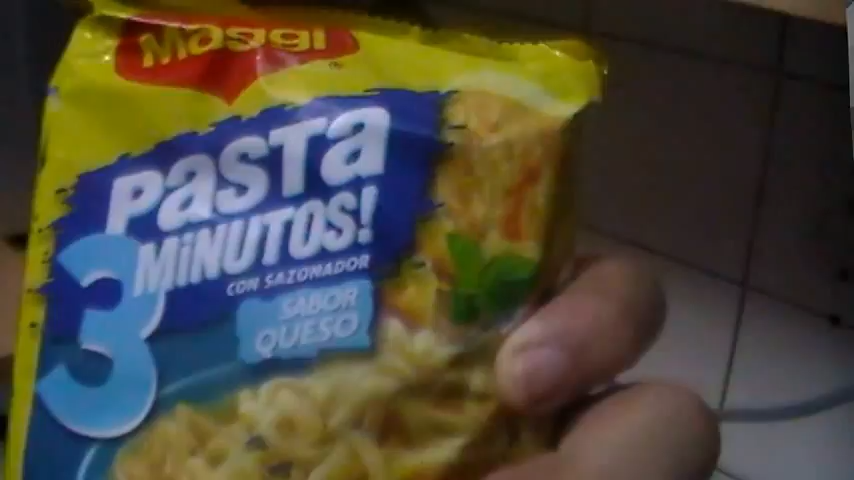 Maggi
PASTA
3 MINUTOS!
CON SAZONADOR
SABOR
QUESO